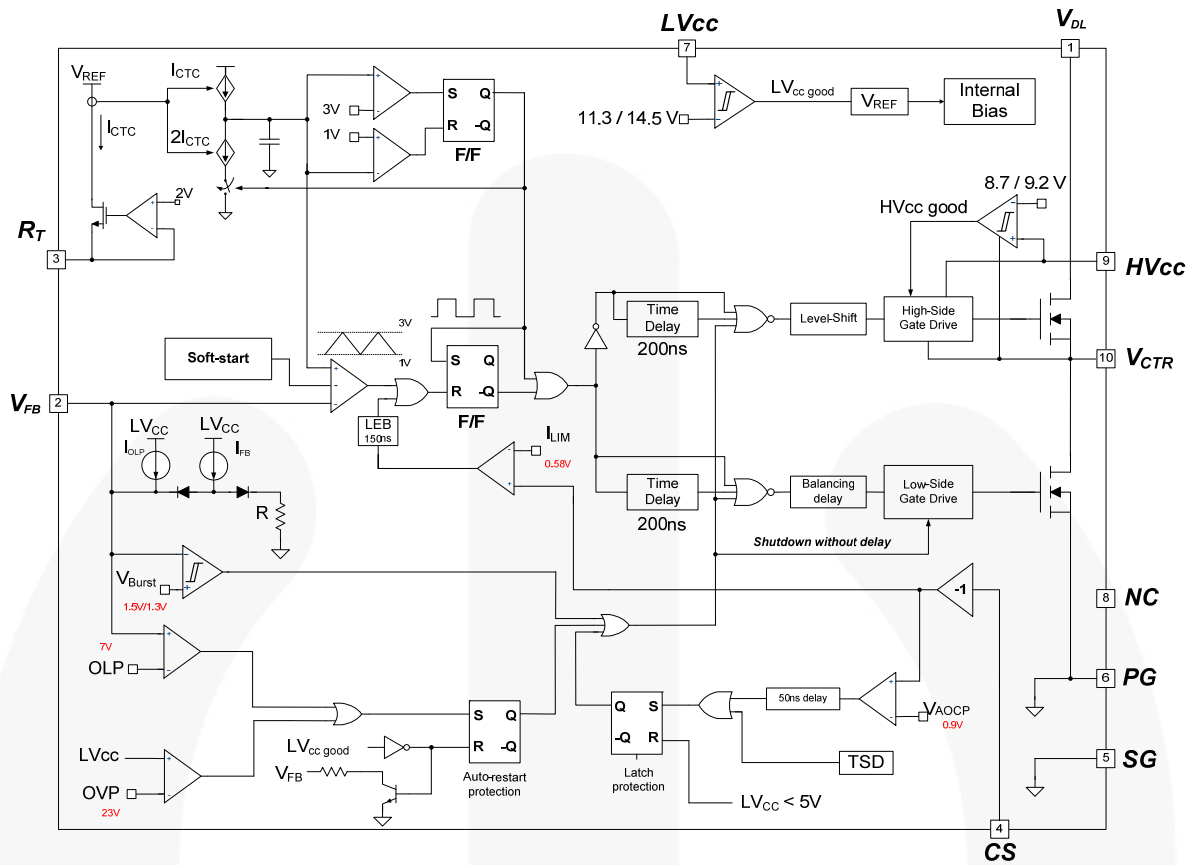 LVcc
VDL
7
1
VREF
ICTC
ICTC
2ICTC
3V
1V
S Q
R -Q
F/F
LVcc good
VREF
Internal
Bias
11.3 / 14.5 V
+
-
2V
8.7 / 9.2 V
HVcc good
RT
3
9
HVcc
Time
Delay
200ns
Level-Shift
High-Side
Gate Drive
3V
1V
Soft-start
S
R -Q
F/F
10
VCTR
VFB
2
LEB
150ns
ILIM
0.58V
LVCC
LVCC
IOLP
IFB
R
Time
Delay
200ns
Balancing
delay
Low-Side
Gate Drive
Shutdown without delay
VBurst
1.5V/1.3V
-1
8
NC
7V
OLP
6
PG
Q S
-Q R
Latch
protection
50ns delay
VAOCP
0.9V
S Q
R -Q
Auto-restart
protection
LVcc good
VFB
LVcc
OVP
23V
TSD
5
SG
LVCC < 5V
4
CS